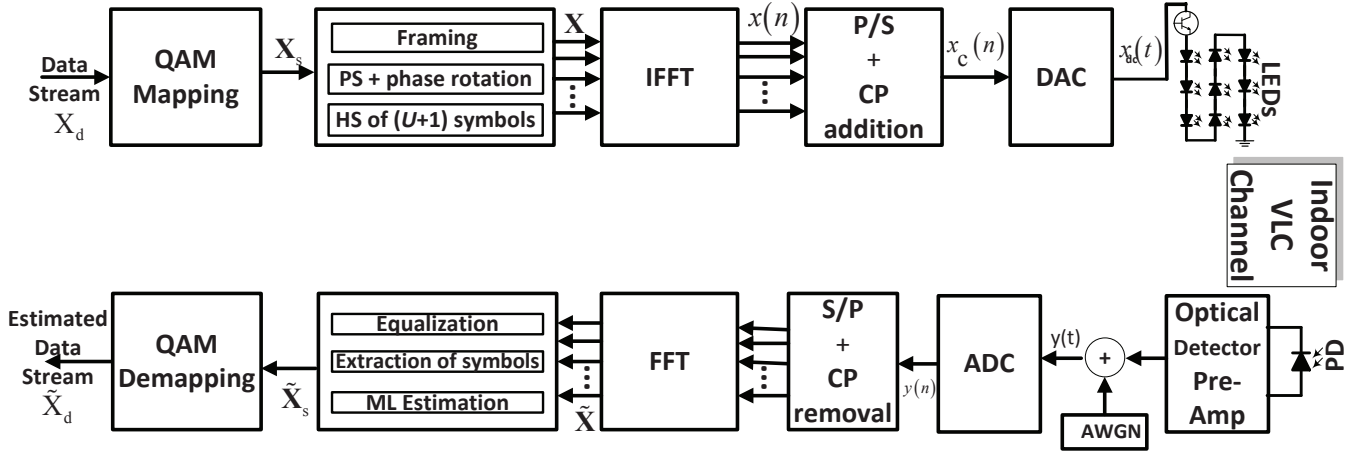 Data
Stream
X_d
QAM
Mapping
X_s
Framing
PS + phase rotation
HS of (U+1) symbols
X
IFFT
x(n)
P/S
+
CP
addition
x_c(n)
DAC
x_dc(t)
LEDs
Indoor
VLC
Channel
Estimated
Data
Stream
X̃_d
QAM
Demapping
X̃_s
Equalization
Extraction of symbols
ML Estimation
X̃
FFT
S/P
+
CP
removal
y(n)
ADC
y(t)
+
AWGN
Optical
Detector
Pre-
Amp
PD